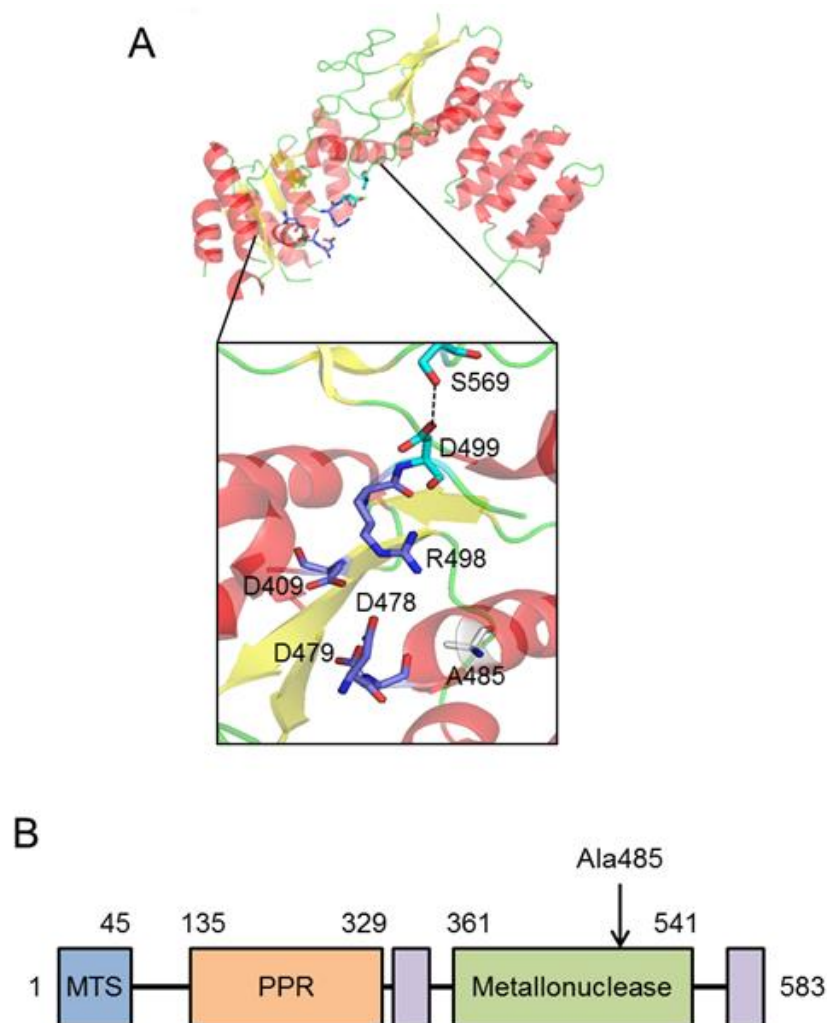 A
S569
D499
R498
D409
D478
D479
A485
B
Ala485
45 135 329 361 541
1 MTS PPR Metallonuclease 583